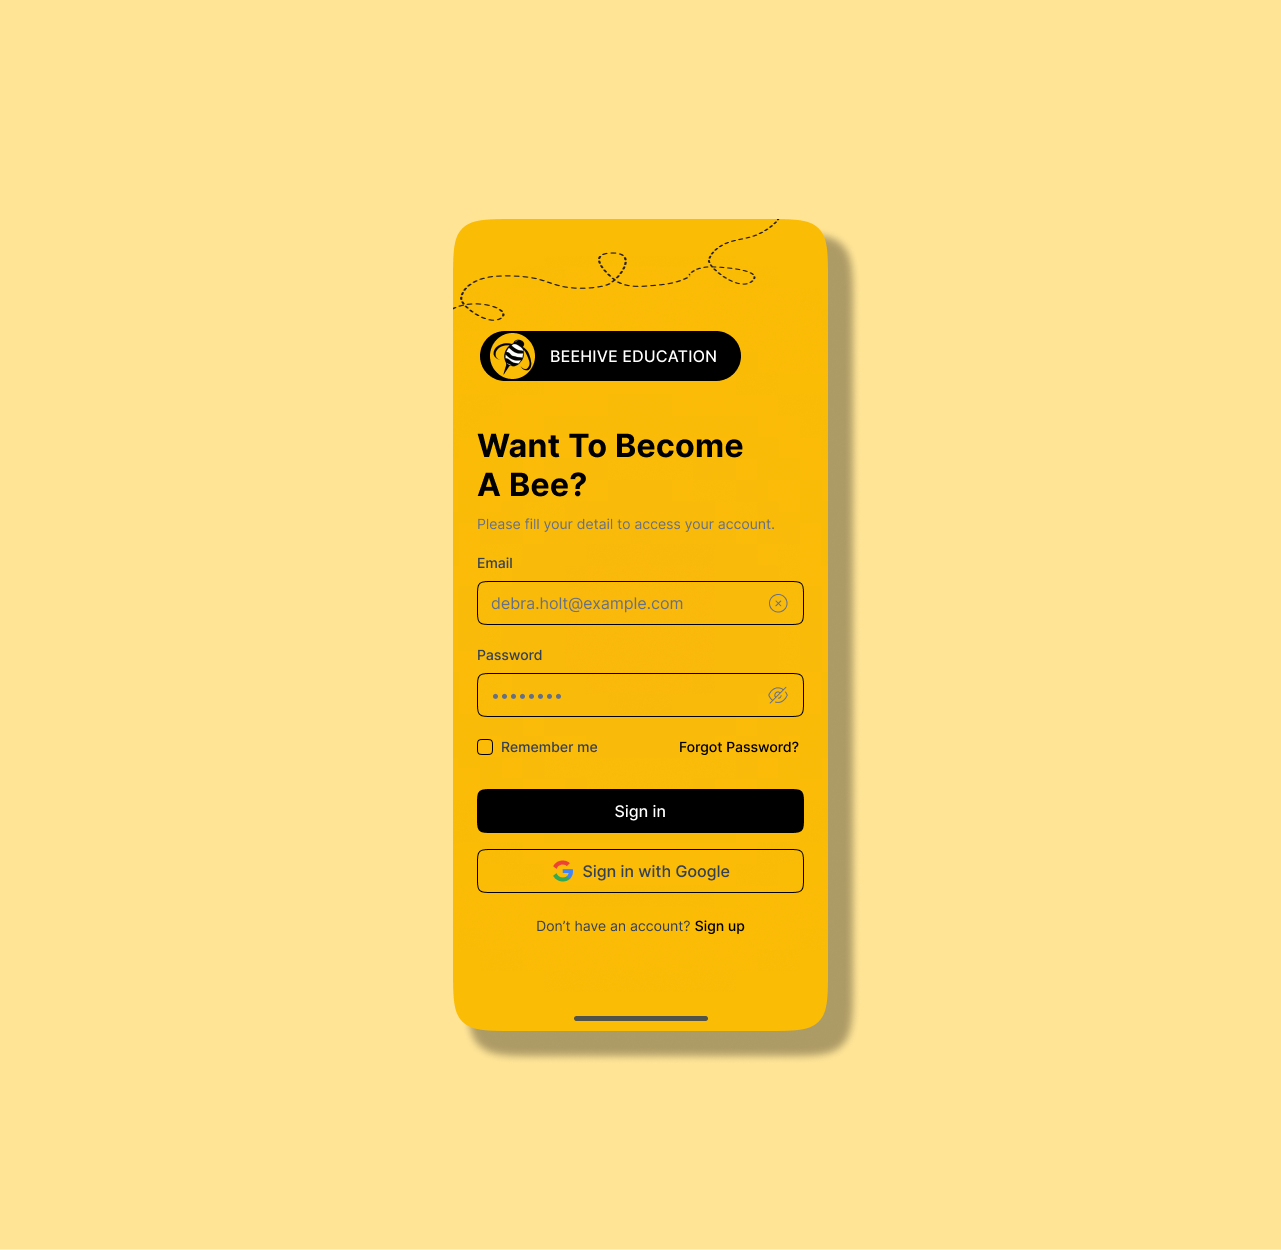 BEEHIVE EDUCATION
Want To Become
A Bee?
Please fill your detail to access your account.
Email
debra.holt@example.com
Password
••••••••
Remember me Forgot Password?
Sign in
Sign in with Google
Don’t have an account? Sign up